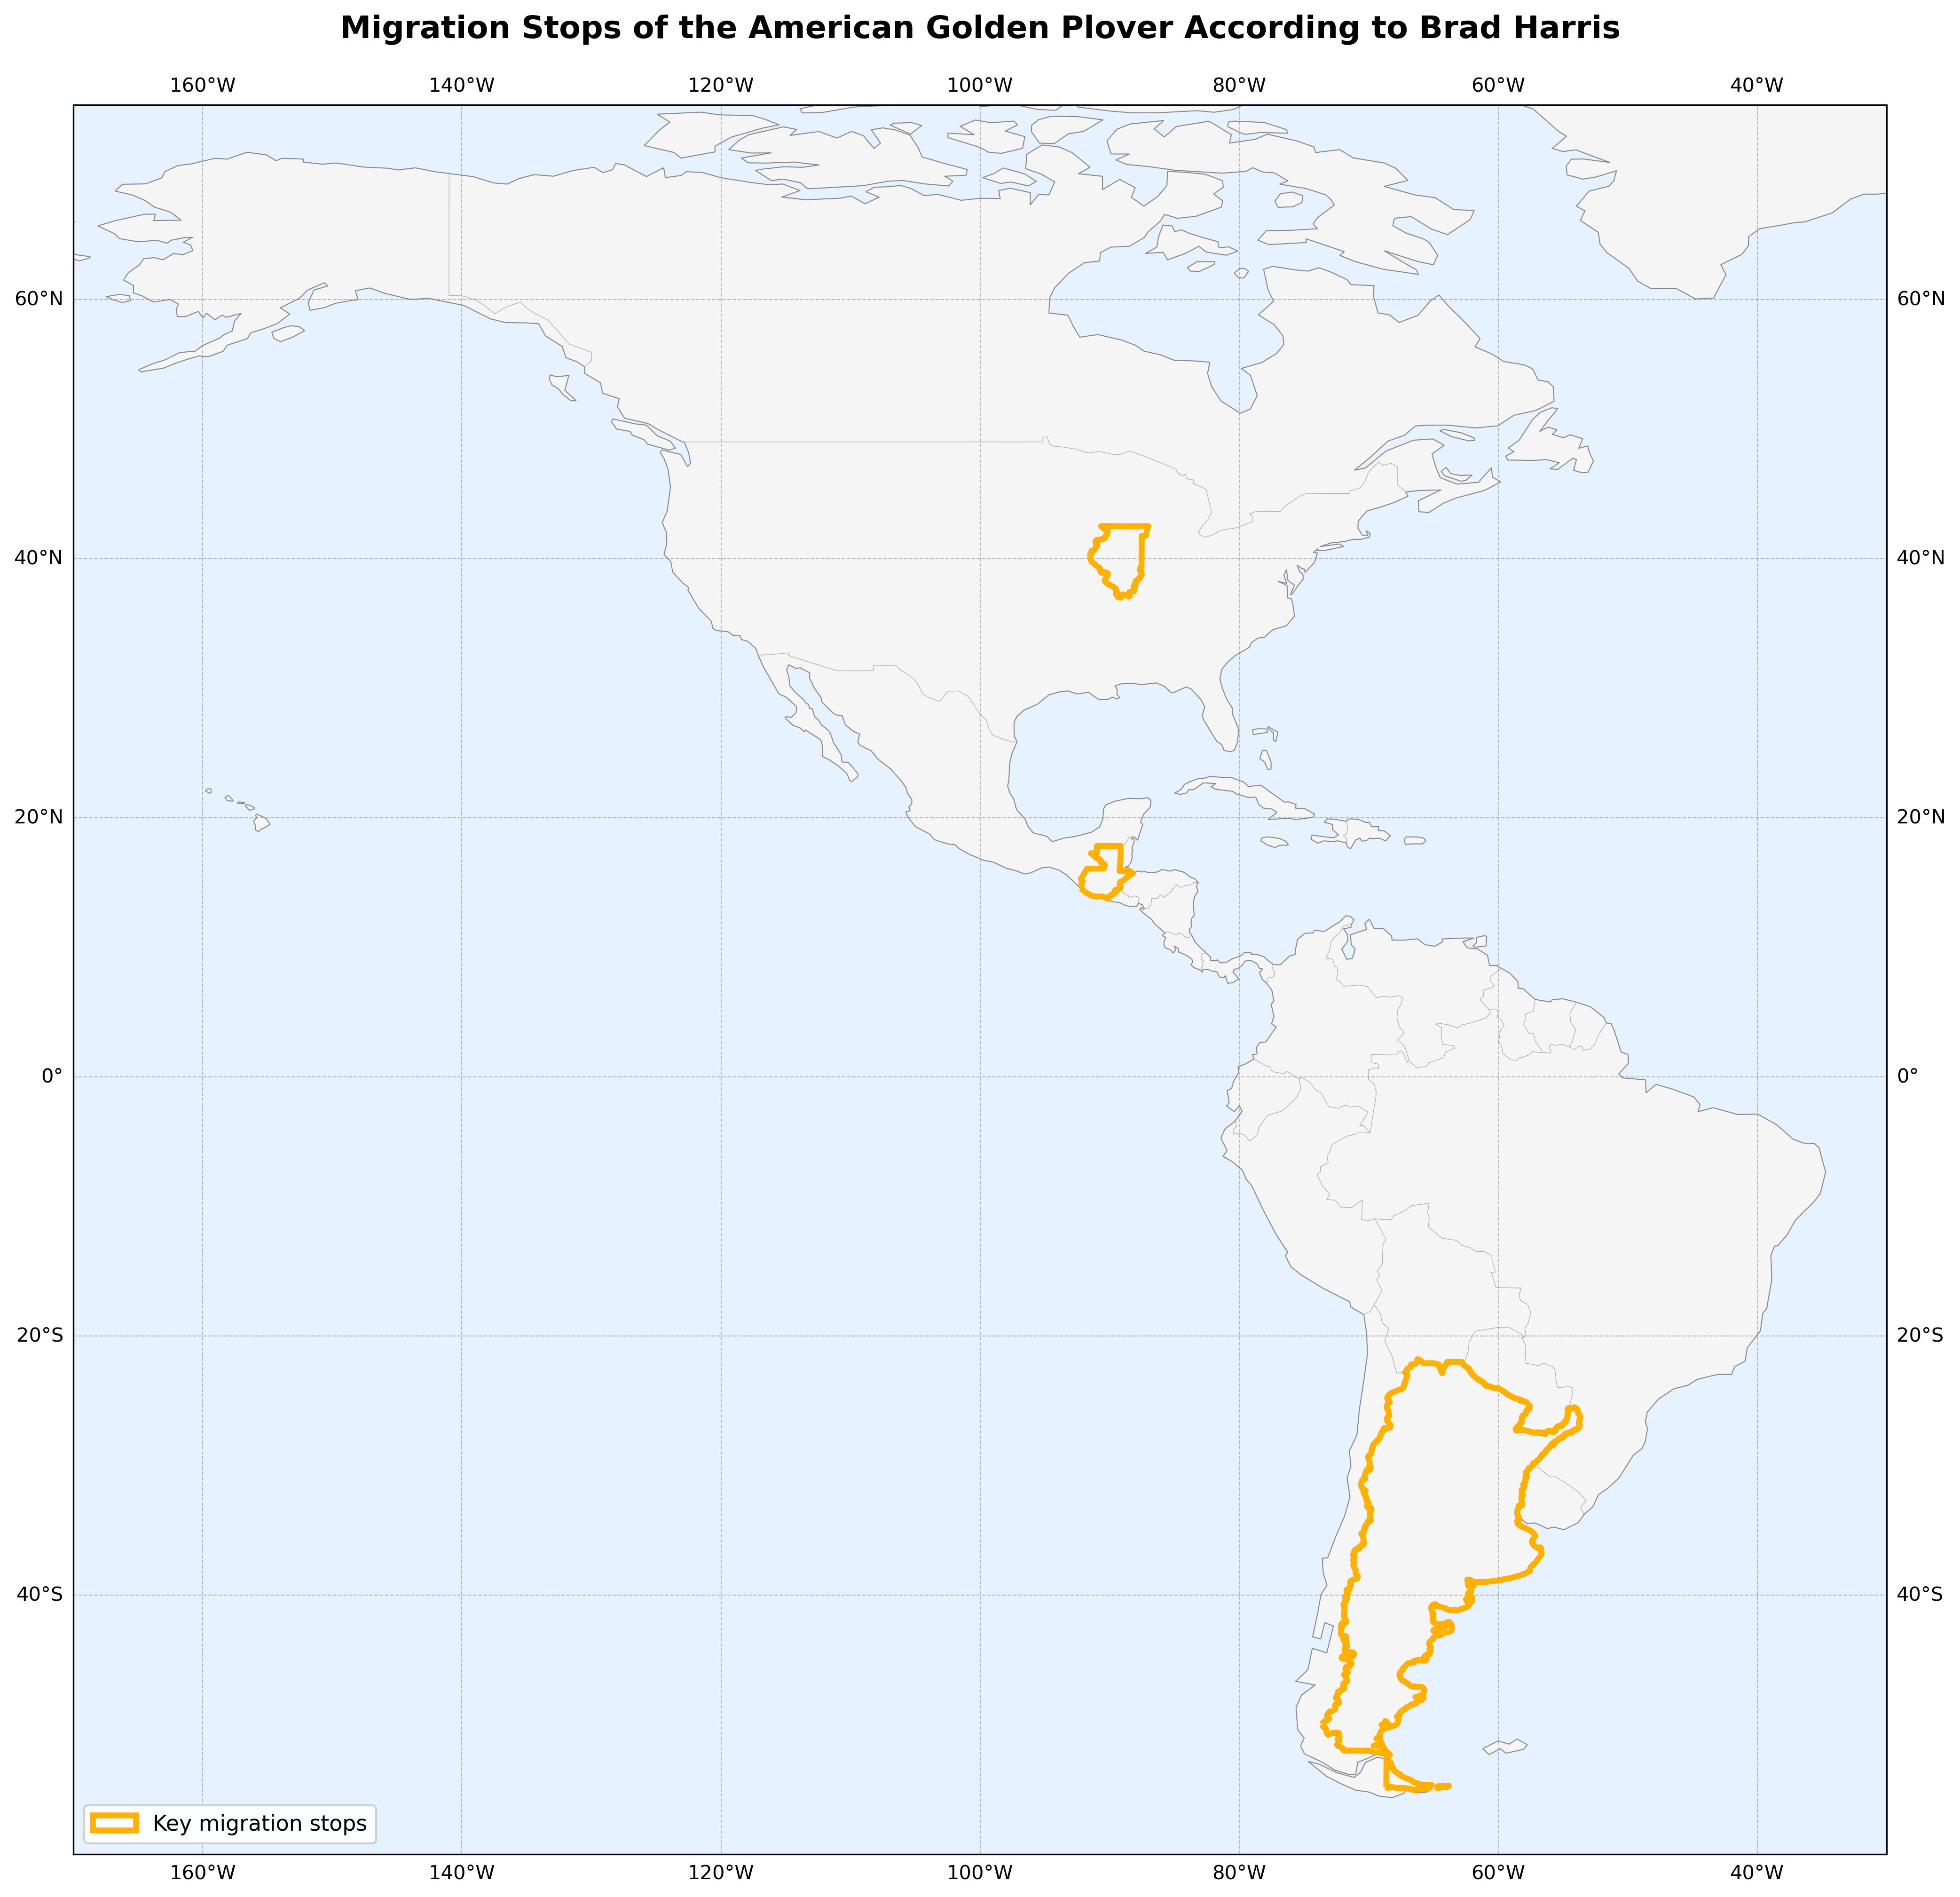 Migration Stops of the American Golden Plover According to Brad Harris
160°W 140°W 120°W 100°W 80°W 60°W 40°W
60°N 60°N
40°N 40°N
20°N 20°N
0° 0°
20°S 20°S
40°S 40°S
Key migration stops
160°W 140°W 120°W 100°W 80°W 60°W 40°W